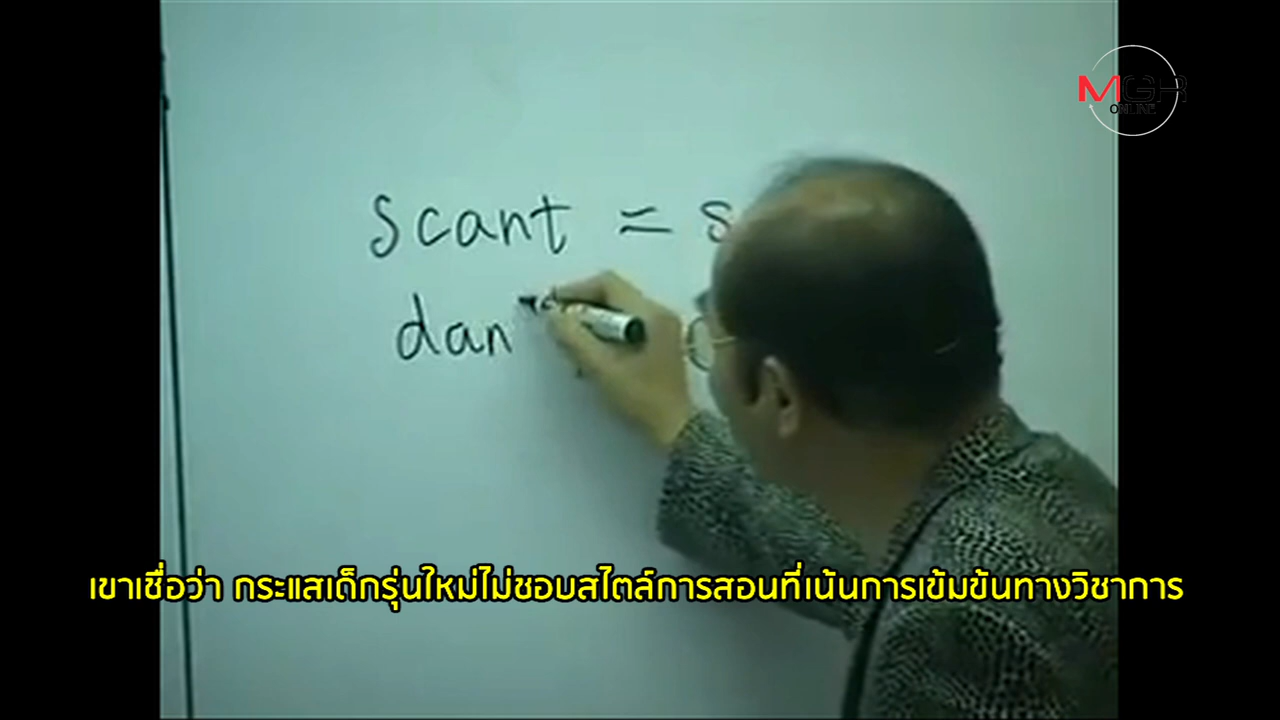 MGR
ONLINE
scant = s
dan
เขาเชื่อว่า กระแสเด็กรุ่นใหม่ไม่ชอบสไตล์การสอนที่เน้นการเข้มข้นทางวิชาการ